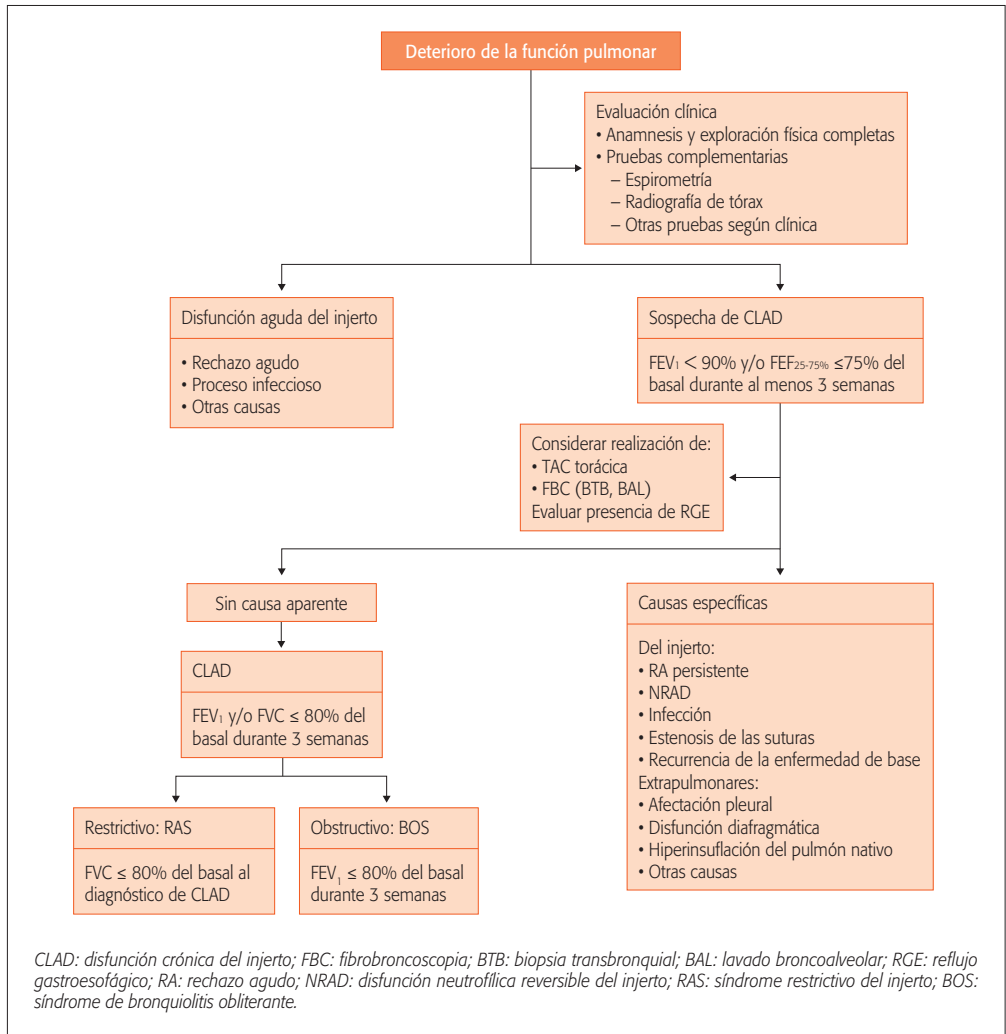 Deterioro de la función pulmonar
Evaluación clínica
• Anamnesis y exploración física completas
• Pruebas complementarias
– Espirometría
– Radiografía de tórax
– Otras pruebas según clínica
Disfunción aguda del injerto
• Rechazo agudo
• Proceso infeccioso
• Otras causas
Sospecha de CLAD
FEV₁ < 90% y/o FEF₂₅₋₇₅% ≤75% del
basal durante al menos 3 semanas
Considerar realización de:
• TAC torácica
• FBC (BTB, BAL)
Evaluar presencia de RGE
Sin causa aparente
CLAD
FEV₁ y/o FVC ≤ 80% del
basal durante 3 semanas
Restrictivo: RAS
FVC ≤ 80% del basal al
diagnóstico de CLAD
Obstructivo: BOS
FEV₁ ≤ 80% del basal
durante 3 semanas
Causas específicas
Del injerto:
• RA persistente
• NRAD
• Infección
• Estenosis de las suturas
• Recurrencia de la enfermedad de base
Extrapulmonares:
• Afectación pleural
• Disfunción diafragmática
• Hiperinsuflación del pulmón nativo
• Otras causas
CLAD: disfunción crónica del injerto; FBC: fibrobroncoscopia; BTB: biopsia transbronquial; BAL: lavado broncoalveolar; RGE: reflujo
gastroesofágico; RA: rechazo agudo; NRAD: disfunción neutrofílica reversible del injerto; RAS: síndrome restrictivo del injerto; BOS:
síndrome de bronquiolitis obliterante.